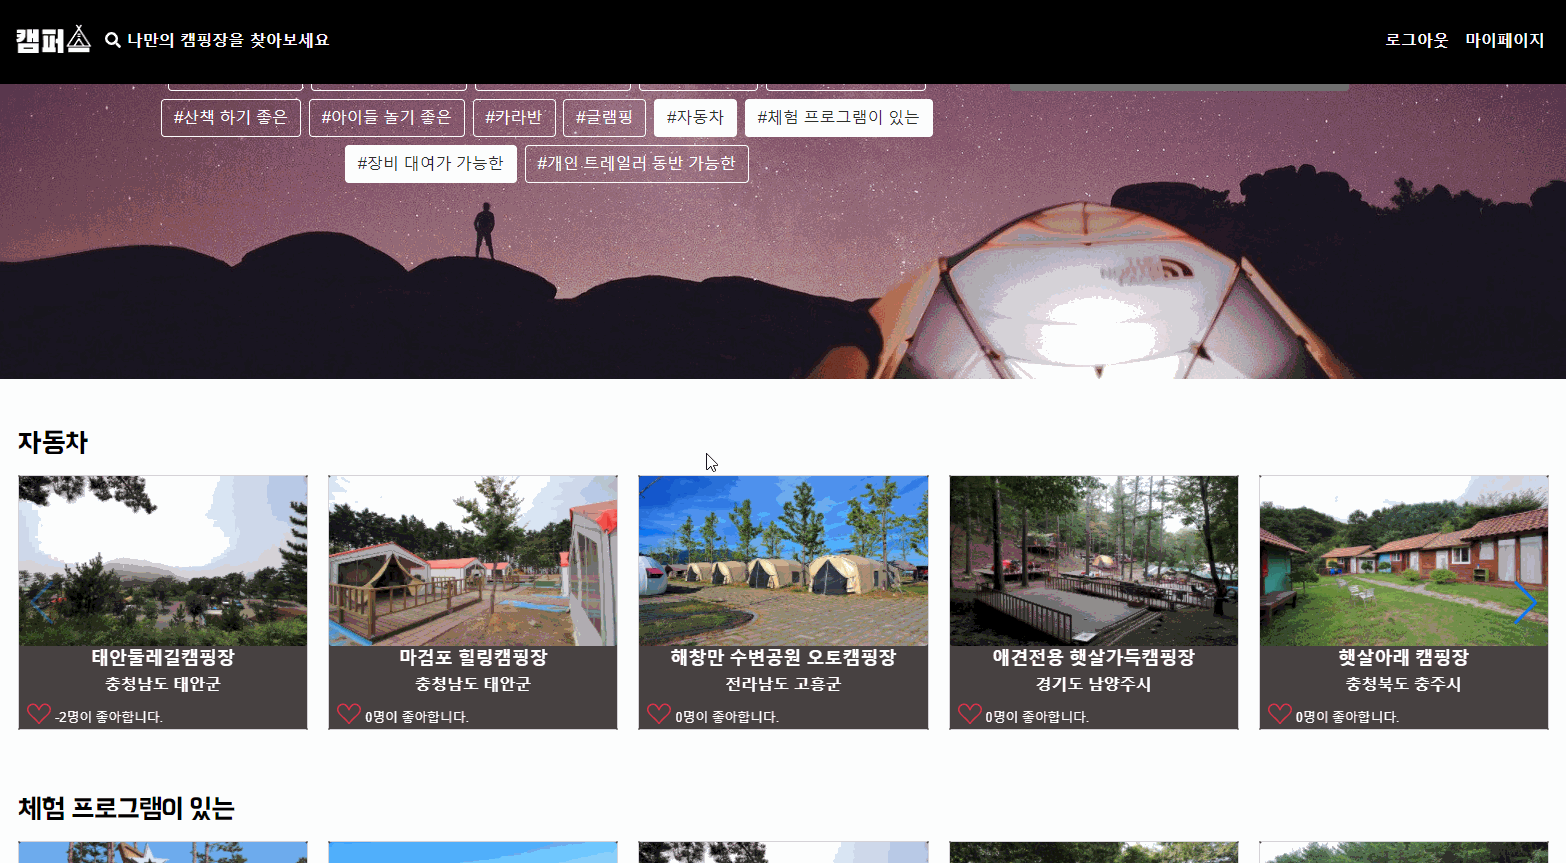 캠퍼스 나만의 캠핑장을 찾아보세요 로그아웃 마이페이지
#산책 하기 좋은 #아이들 놀기 좋은 #카라반 #글램핑 #자동차 #체험 프로그램이 있는
#장비 대여가 가능한 #개인 트레일러 동반 가능한
자동차
태안둘레길캠핑장 마검포 힐링캠핑장 해창만 수변공원 오토캠핑장 애견전용 햇살가득캠핑장 햇살아래 캠핑장
충청남도 태안군 충청남도 태안군 전라남도 고흥군 경기도 남양주시 충청북도 충주시
-2명이 좋아합니다. 0명이 좋아합니다. 0명이 좋아합니다. 0명이 좋아합니다. 0명이 좋아합니다.
체험 프로그램이 있는